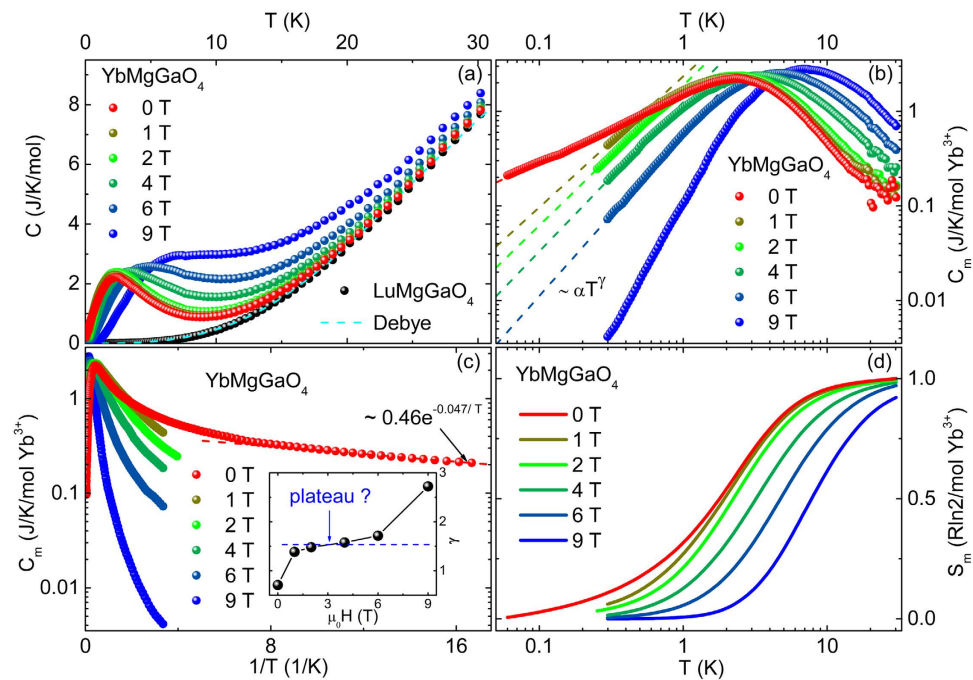 T (K)
0 10 20 30
(a)
YbMgGaO4
0 T
1 T
2 T
4 T
6 T
9 T
LuMgGaO4
Debye
C (J/K/mol)
8
6
4
2
0
T (K)
0.1 1 10
(b)
YbMgGaO4
0 T
1 T
2 T
4 T
6 T
9 T
~ αT^γ
Cm (J/K/mol Yb3+)
1
0.1
0.01
(c)
YbMgGaO4
~ 0.46e^-0.047/T
0 T
1 T
2 T
4 T
6 T
9 T
plateau ?
γ
3
2
1
0 3 6 9
μ0H (T)
Cm (J/K/mol Yb3+)
1
0.1
0.01
0 8 16
1/T (1/K)
(d)
YbMgGaO4
0 T
1 T
2 T
4 T
6 T
9 T
Sm (Rln2/mol Yb3+)
1.0
0.5
0.0
0.1 1 10
T (K)